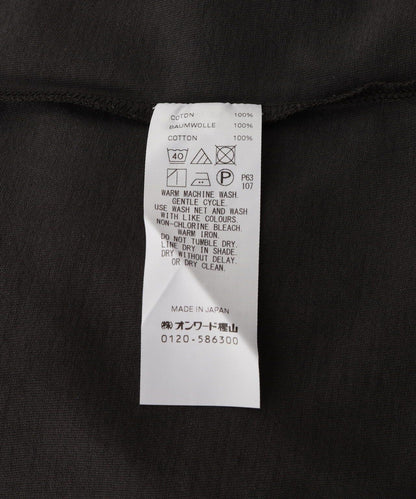 COTON 100%
BAUMWOLLE 100%
COTTON 100%
40
P P63
107
WARM MACHINE WASH
GENTLE CYCLE.
USE WASH NET AND WASH
WITH LIKE COLOURS.
NON-CHLORINE BLEACH.
WARM IRON.
DO NOT TUMBLE DRY.
LINE DRY IN SHADE.
DRY WITHOUT DELAY.
OR DRY CLEAN.
MADE IN JAPAN
㈱オンワード樫山
0120-586300